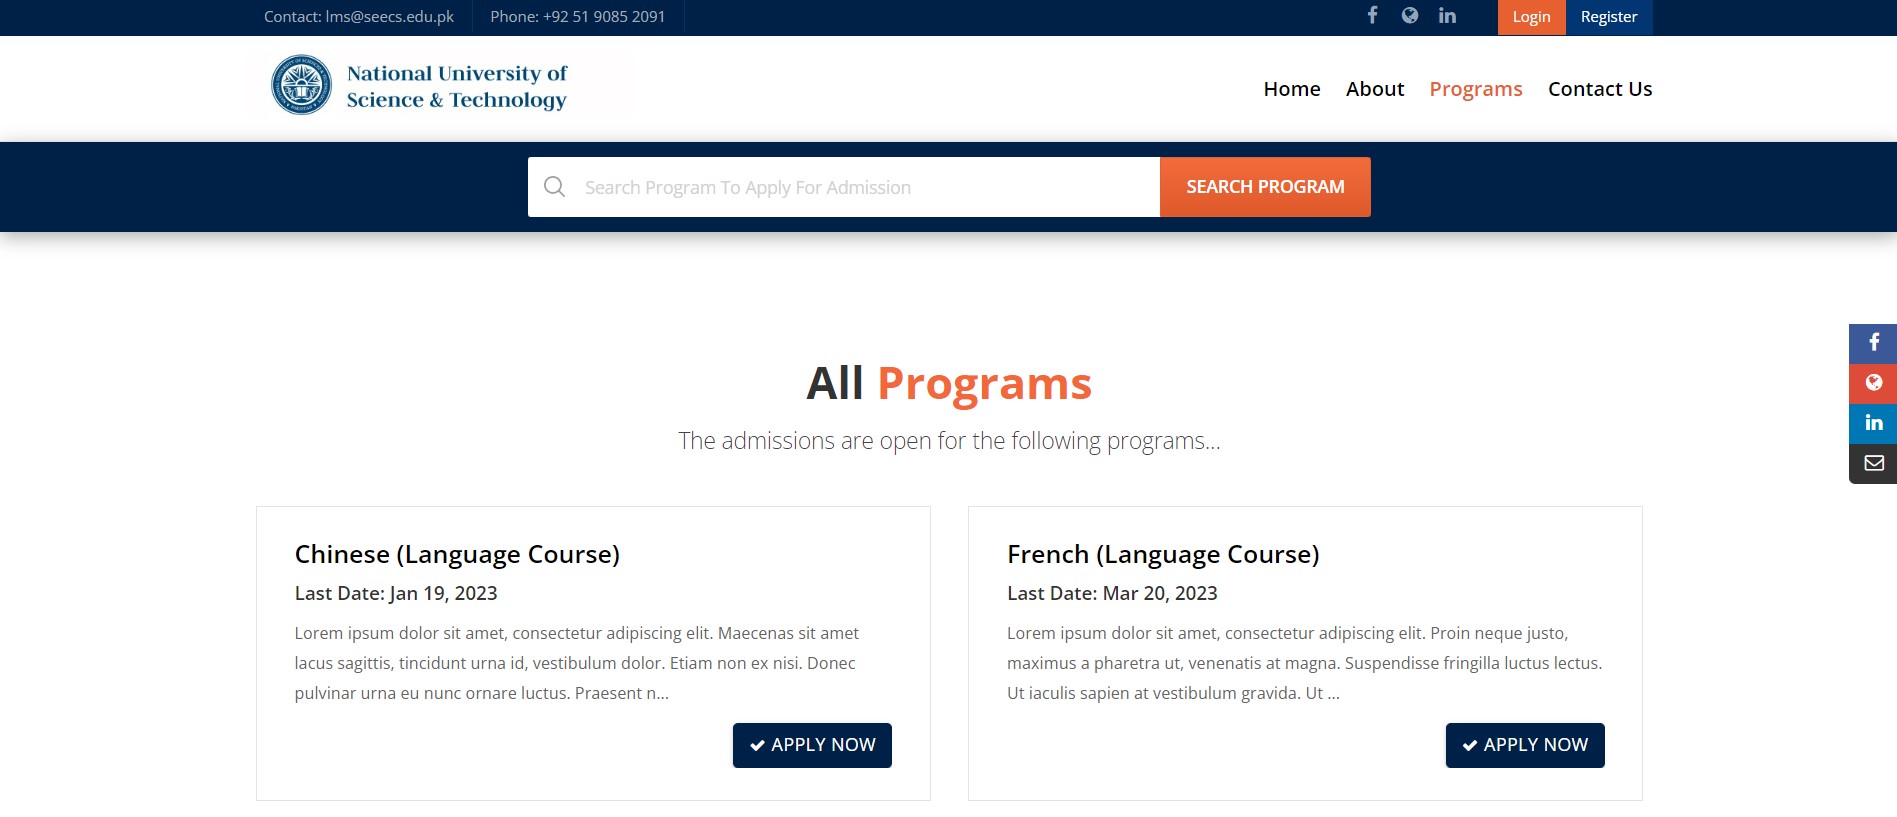 Contact: lms@seecs.edu.pk Phone: +92 51 9085 2091 Login Register
National University of
Science & Technology
Home About Programs Contact Us
Search Program To Apply For Admission SEARCH PROGRAM
All Programs
The admissions are open for the following programs...
Chinese (Language Course)
Last Date: Jan 19, 2023
Lorem ipsum dolor sit amet, consectetur adipiscing elit. Maecenas sit amet
lacus sagittis, tincidunt urna id, vestibulum dolor. Etiam non ex nisi. Donec
pulvinar urna eu nunc ornare luctus. Praesent n...
APPLY NOW
French (Language Course)
Last Date: Mar 20, 2023
Lorem ipsum dolor sit amet, consectetur adipiscing elit. Proin neque justo,
maximus a pharetra ut, venenatis at magna. Suspendisse fringilla luctus lectus.
Ut iaculis sapien at vestibulum gravida. Ut ...
APPLY NOW